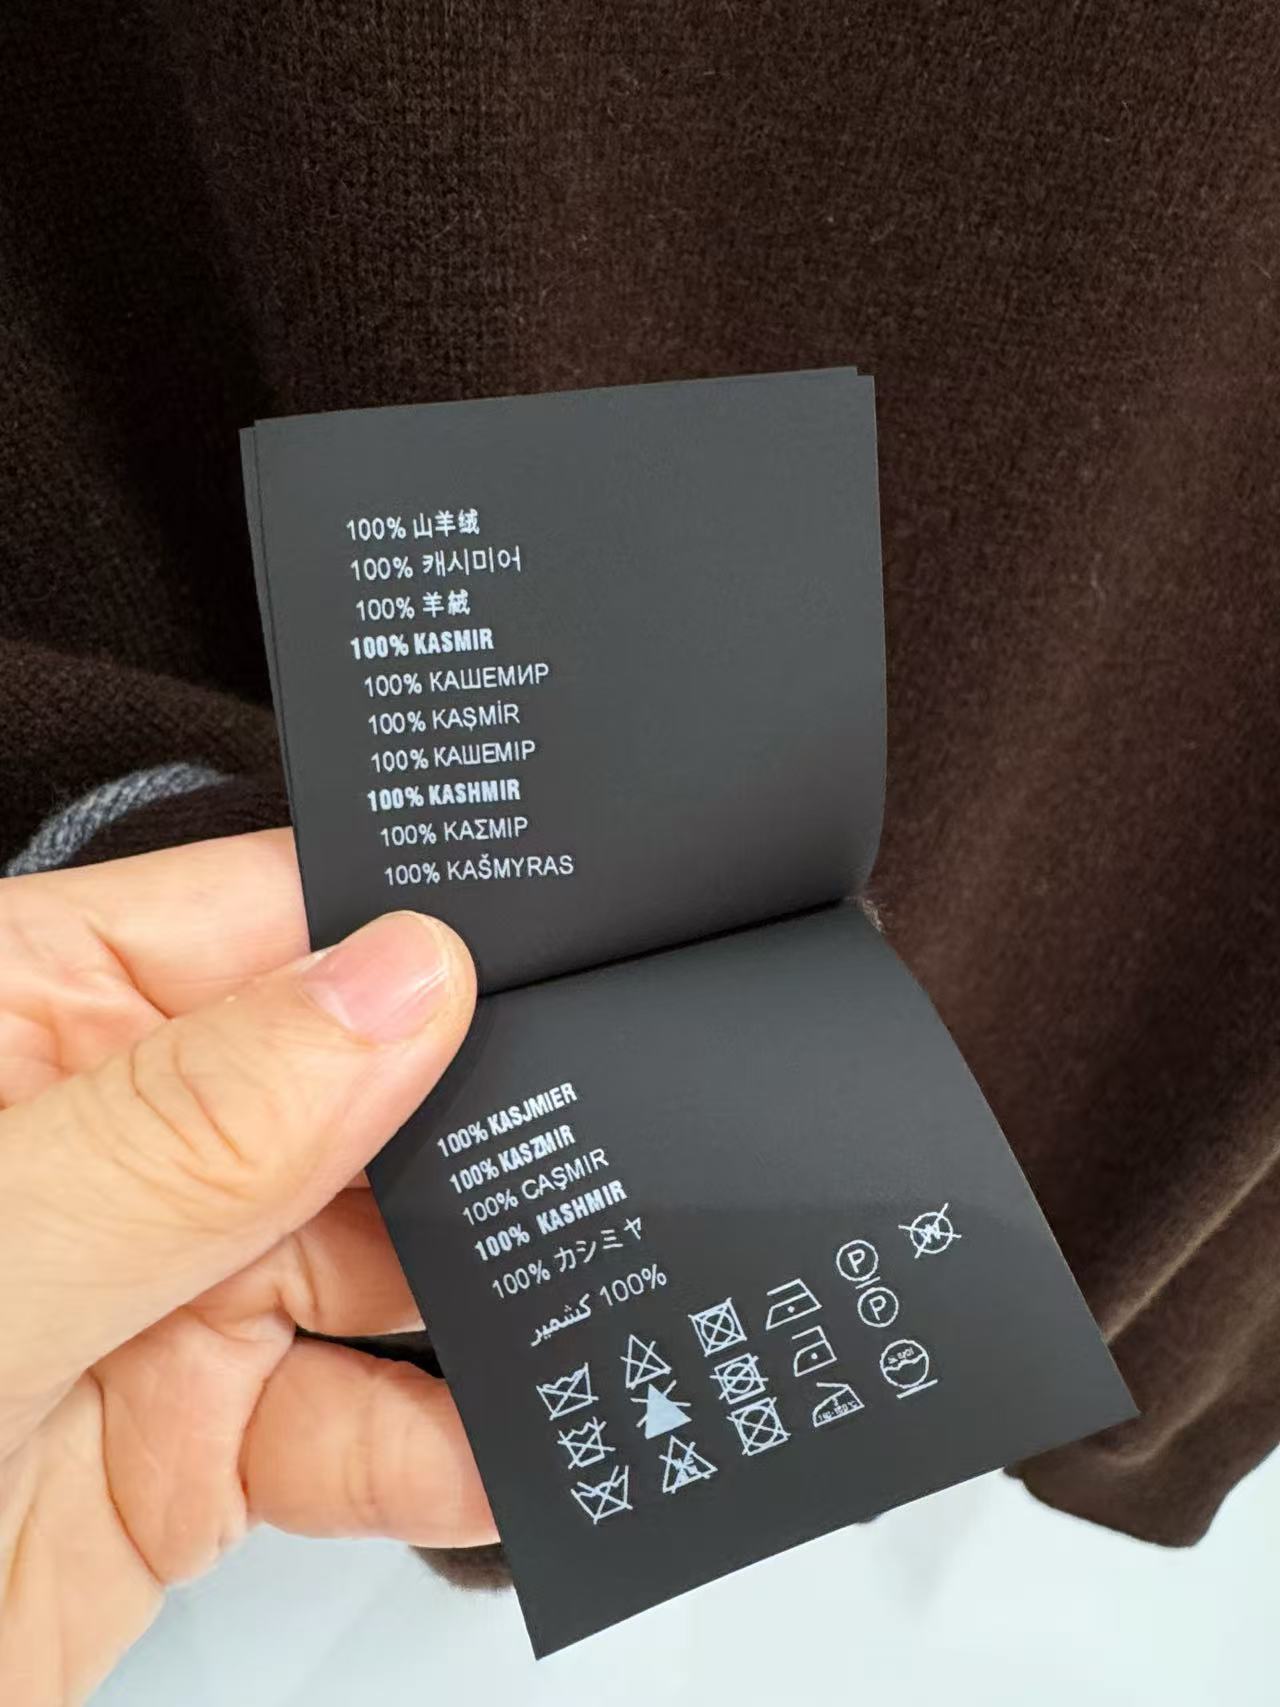 100% 山羊绒
100% 캐시미어
100% 羊絨
100% KASMIR
100% КАШЕМИР
100% KAŞMİR
100% КАШЕМІР
100% KASHMIR
100% ΚΑΣΜΙΡ
100% KAŠMYRAS
100% KASJMIER
100% KASZMIR
100% CAŞMIR
100% KASHMIR
100% カシミヤ
100% كشمير
P
W
P